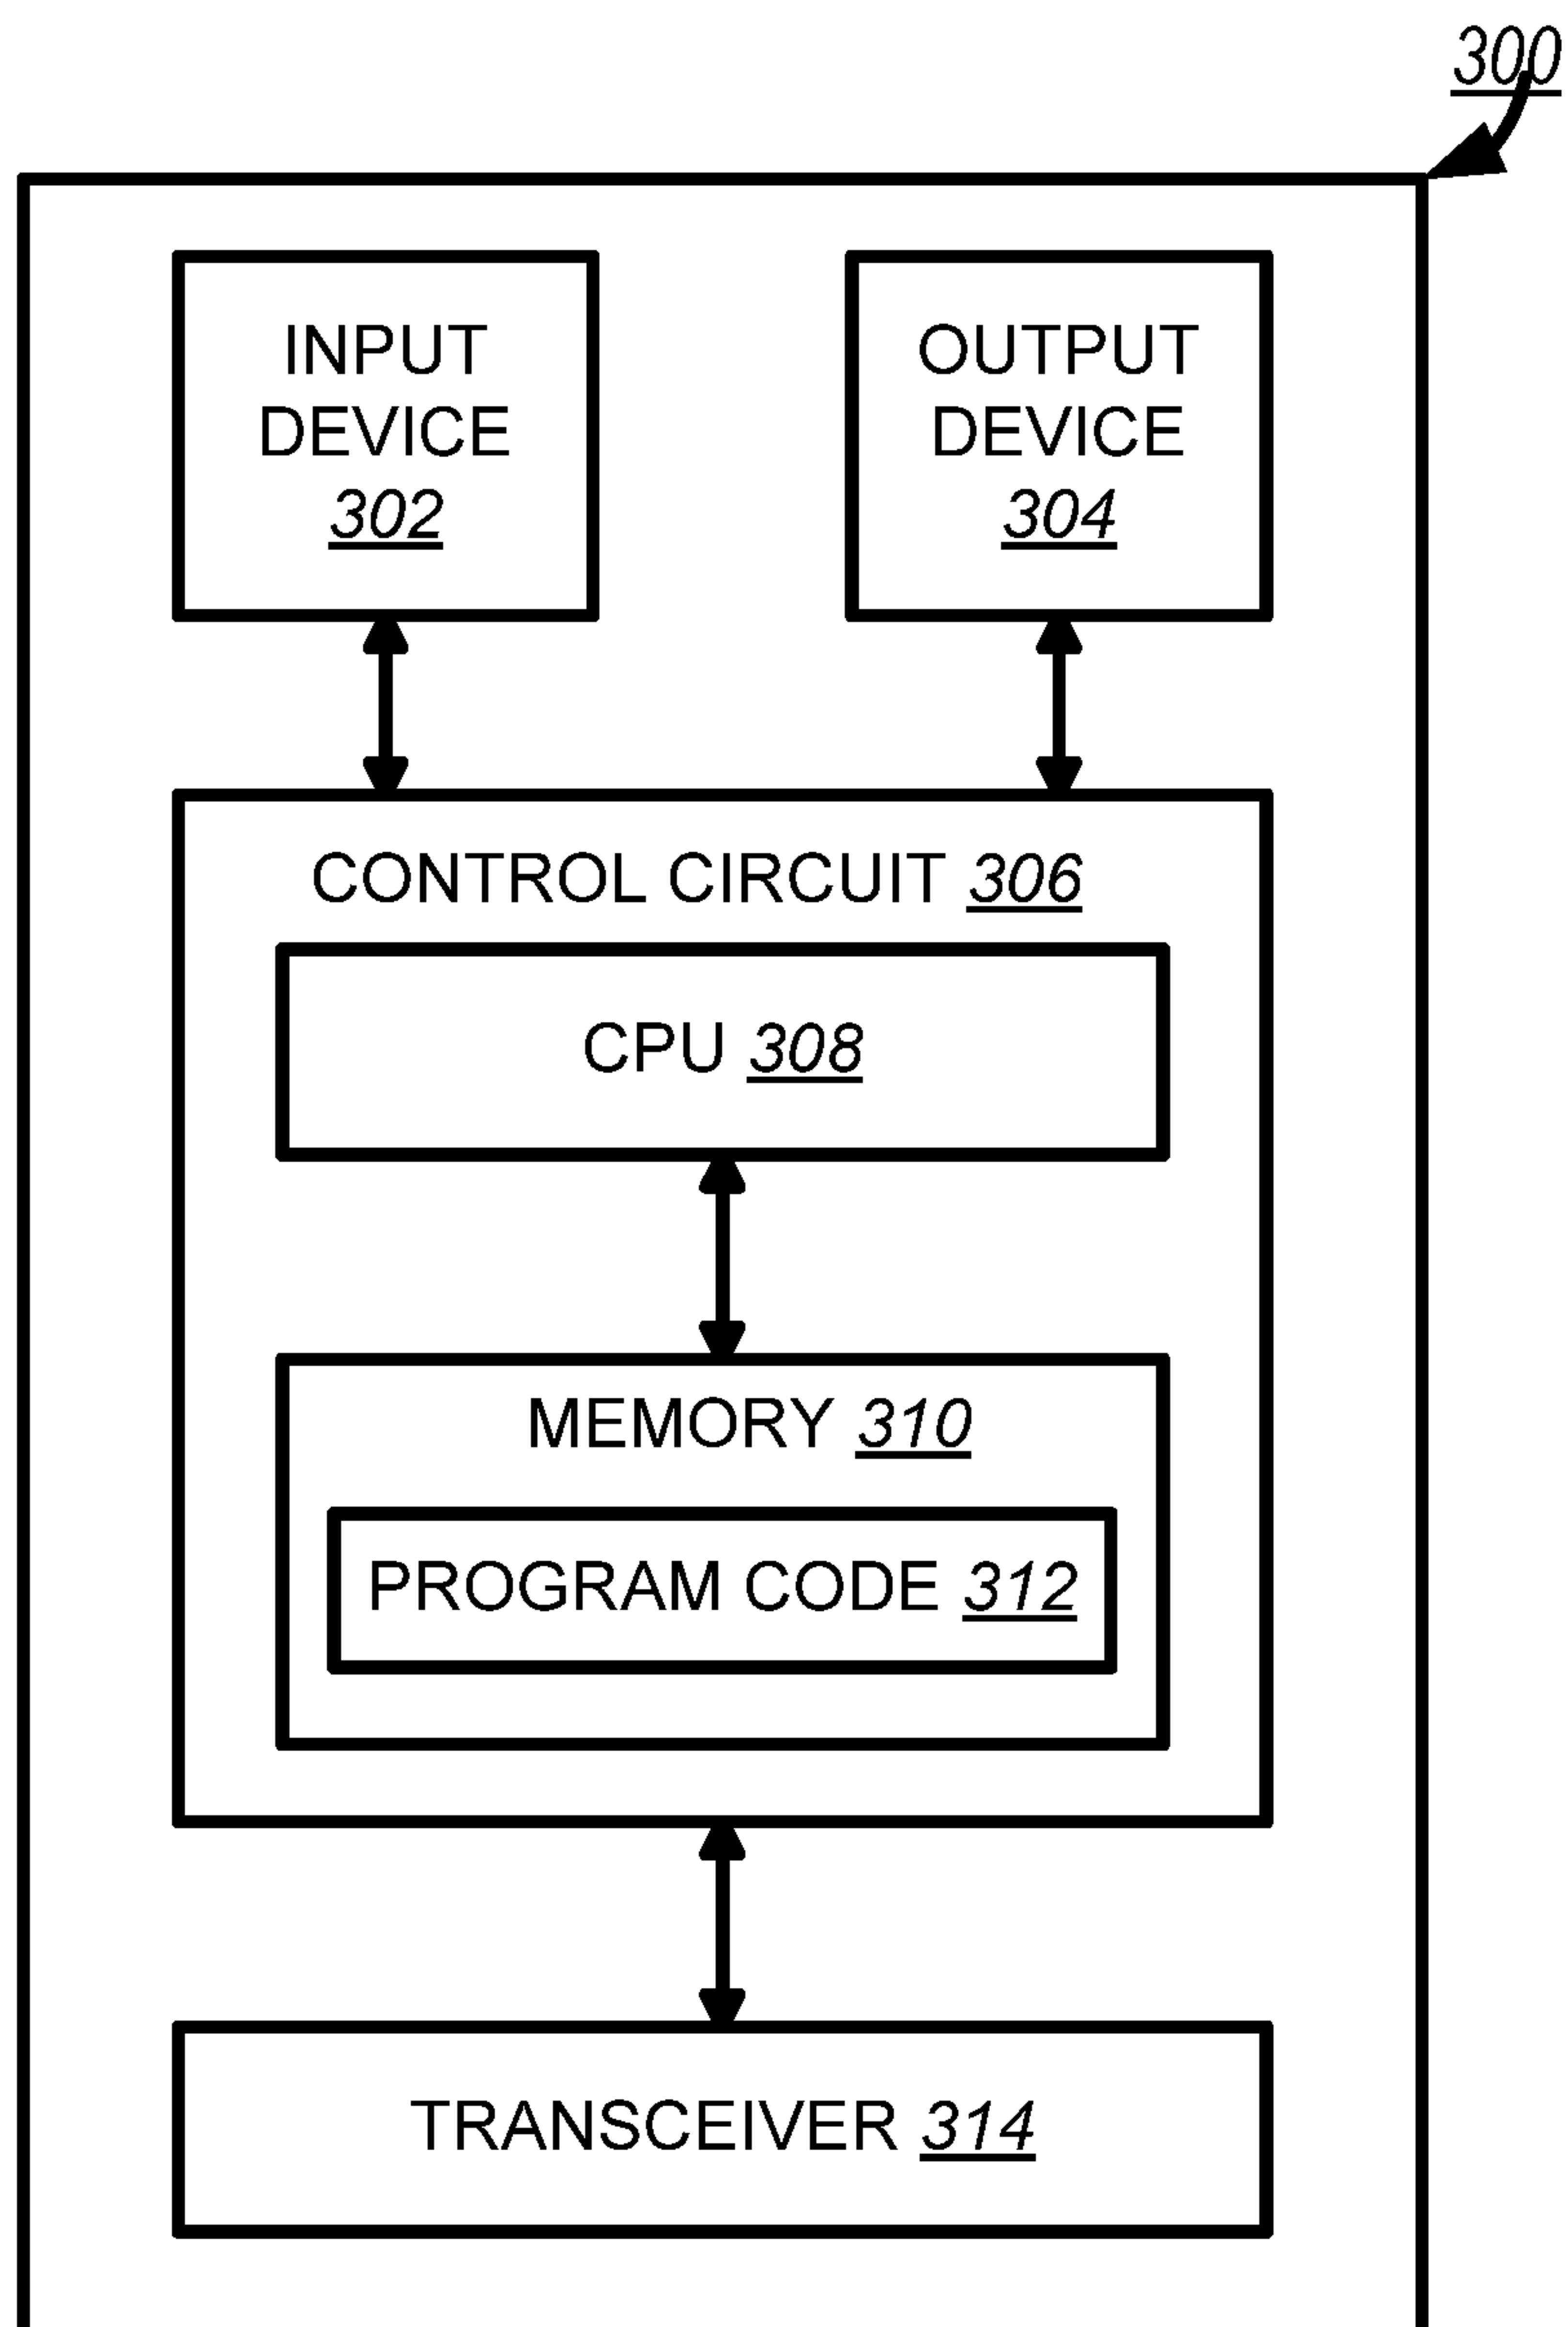 300
INPUT
DEVICE
302
OUTPUT
DEVICE
304
CONTROL CIRCUIT 306
CPU 308
MEMORY 310
PROGRAM CODE 312
TRANSCEIVER 314